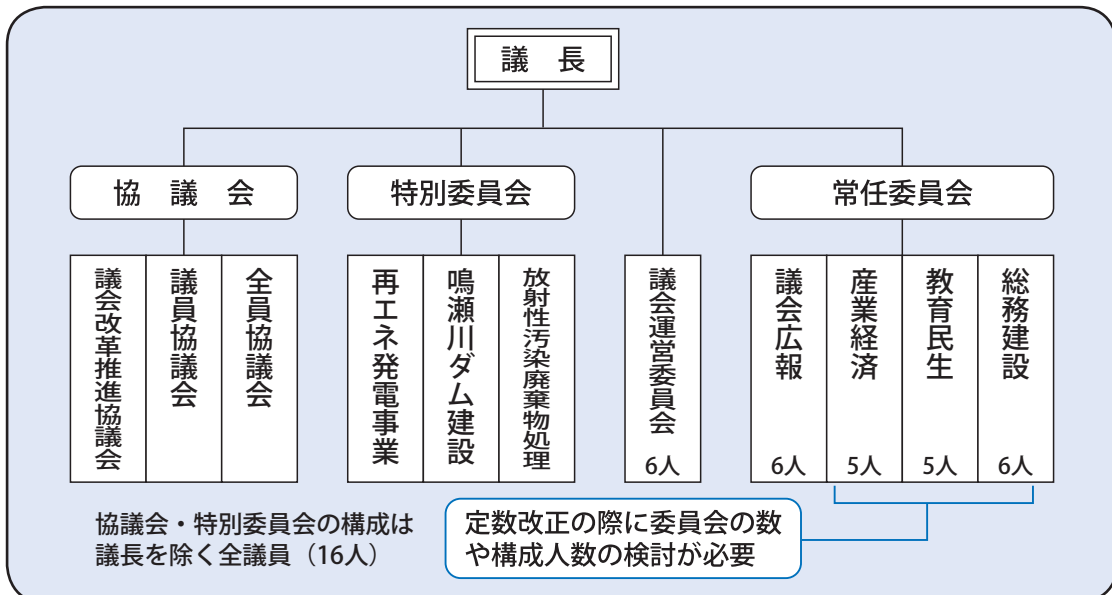 議　長
協　議　会
特別委員会
常任委員会
議会改革推進協議会
議員協議会
全員協議会
再エネ発電事業
鳴瀬川ダム建設
放射性汚染廃棄物処理
議会運営委員会
6人
議会広報
6人
産業経済
5人
教育民生
5人
総務建設
6人
協議会・特別委員会の構成は
議長を除く全議員（16人）
定数改正の際に委員会の数
や構成人数の検討が必要